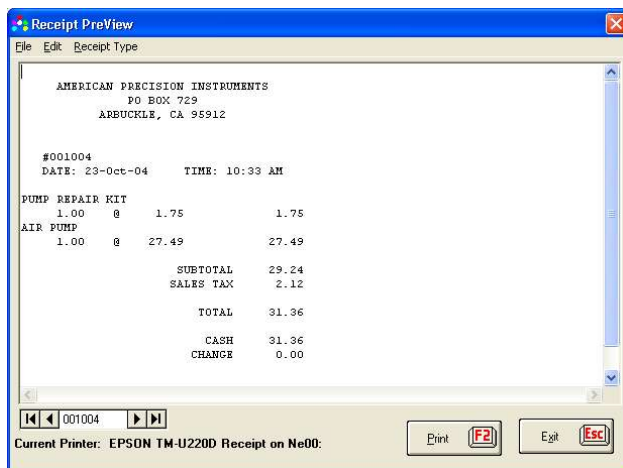 Receipt PreView
File Edit Receipt Type
AMERICAN PRECISION INSTRUMENTS
PO BOX 729
ARBUCKLE, CA 95912
#001004
DATE: 23-Oct-04 TIME: 10:33 AM
PUMP REPAIR KIT
1.00 @ 1.75 1.75
AIR PUMP
1.00 @ 27.49 27.49
SUBTOTAL 29.24
SALES TAX 2.12
TOTAL 31.36
CASH 31.36
CHANGE 0.00
001004
Current Printer: EPSON TM-U220D Receipt on Ne00:
Print F2 Exit Esc